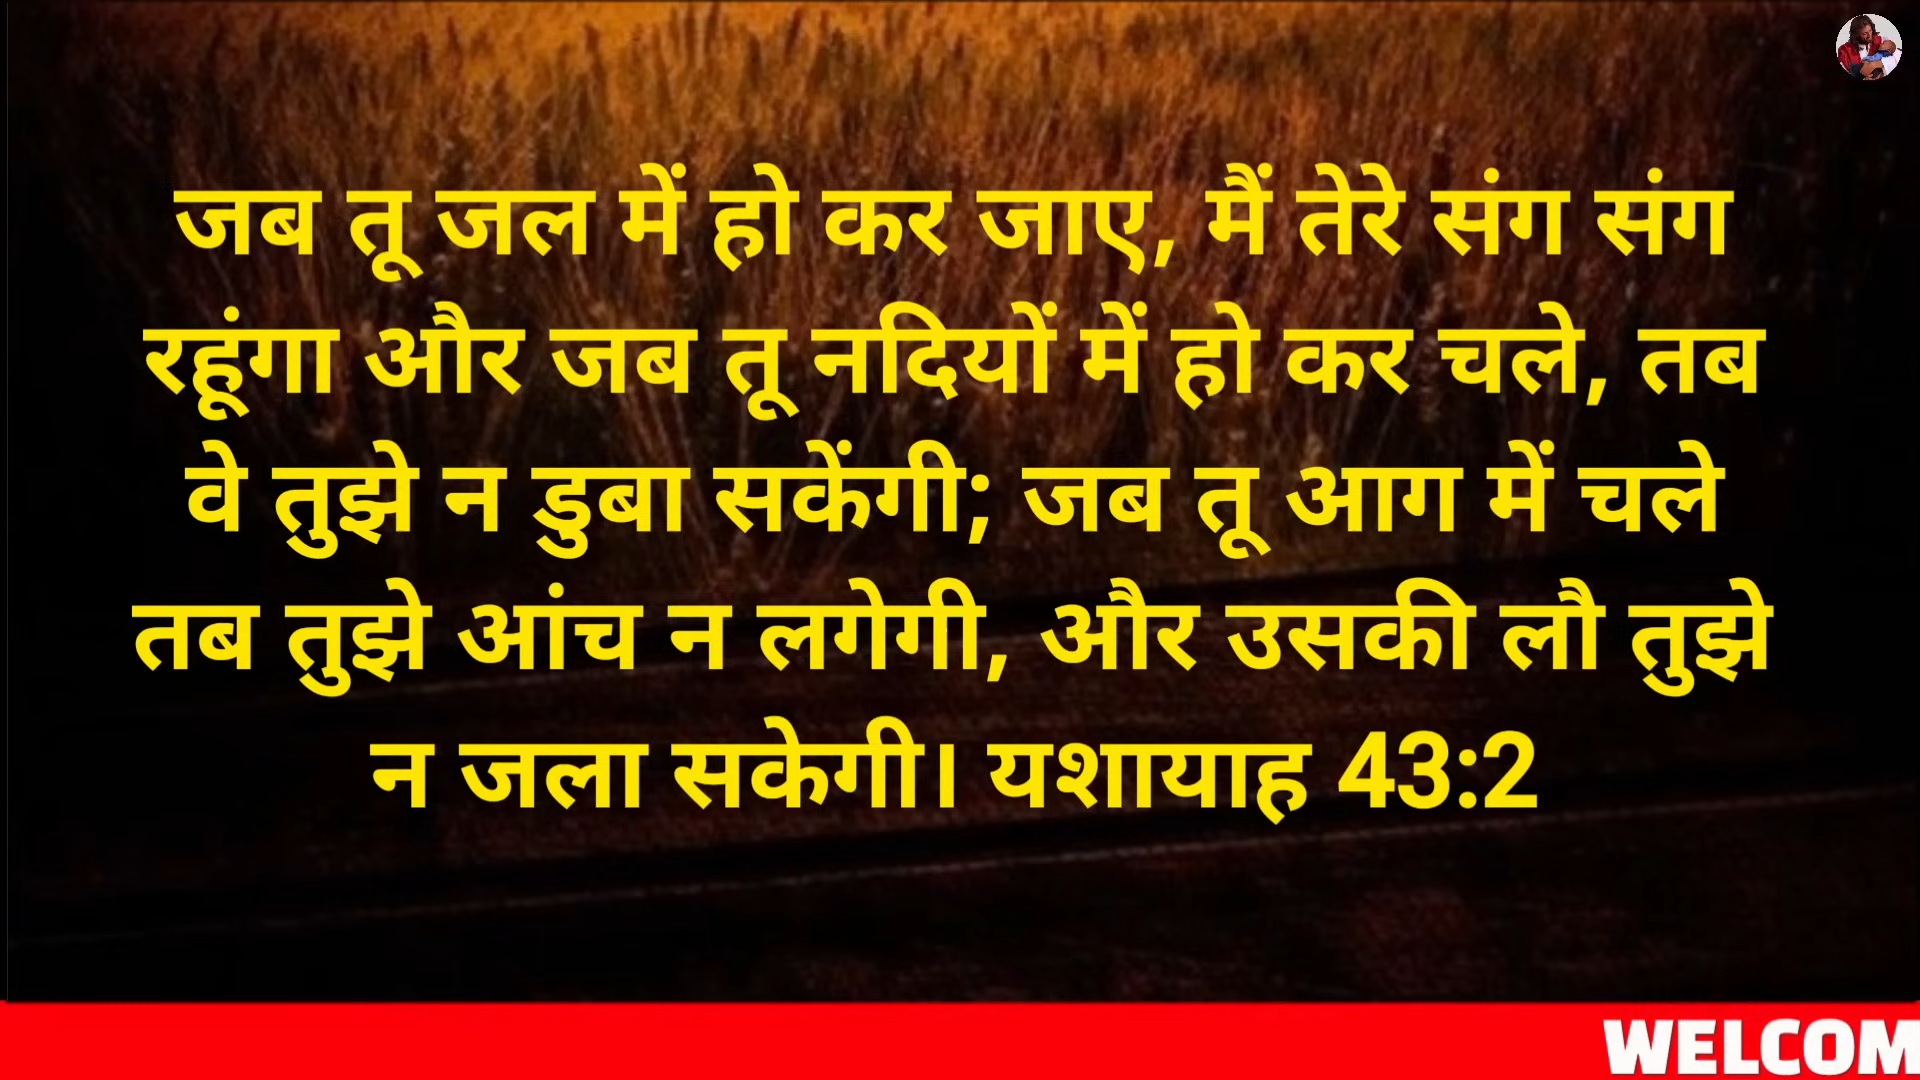 जब तू जल में हो कर जाए, मैं तेरे संग संग
रहूंगा और जब तू नदियों में हो कर चले, तब
वे तुझे न डुबा सकेंगी; जब तू आग में चले
तब तुझे आंच न लगेगी, और उसकी लौ तुझे
न जला सकेगी। यशायाह 43:2
WELCOM